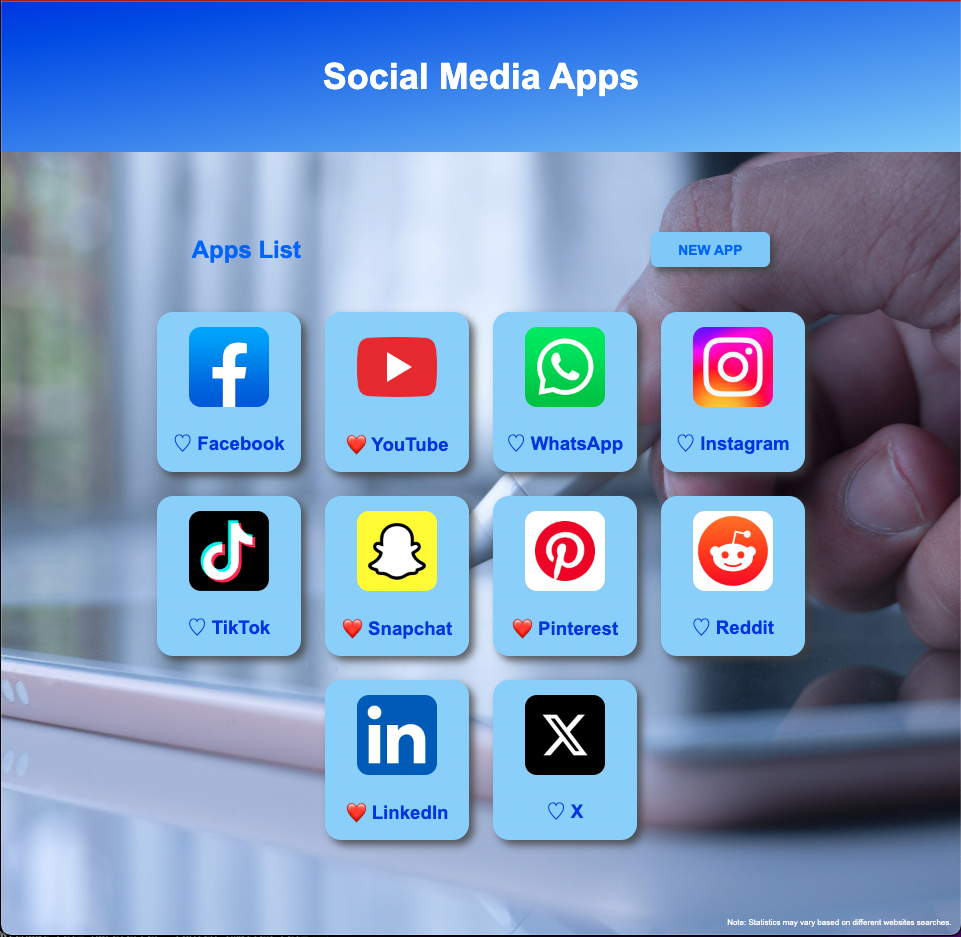 Social Media Apps
Apps List
NEW APP
♡ Facebook
❤️ YouTube
♡ WhatsApp
♡ Instagram
♡ TikTok
❤️ Snapchat
❤️ Pinterest
♡ Reddit
in
❤️ LinkedIn
♡ X
Note: Statistics may vary based on different websites searches.